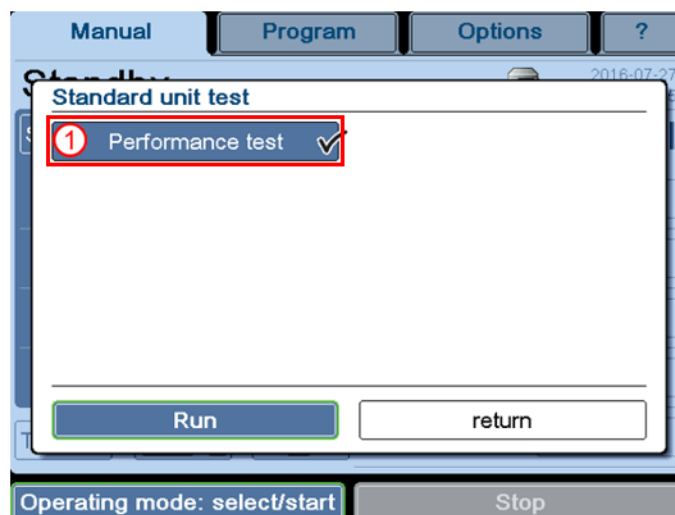 Manual Program Options ?
Standby 2016-07-27
Standard unit test
1 Performance test
Run return
Operating mode: select/start Stop